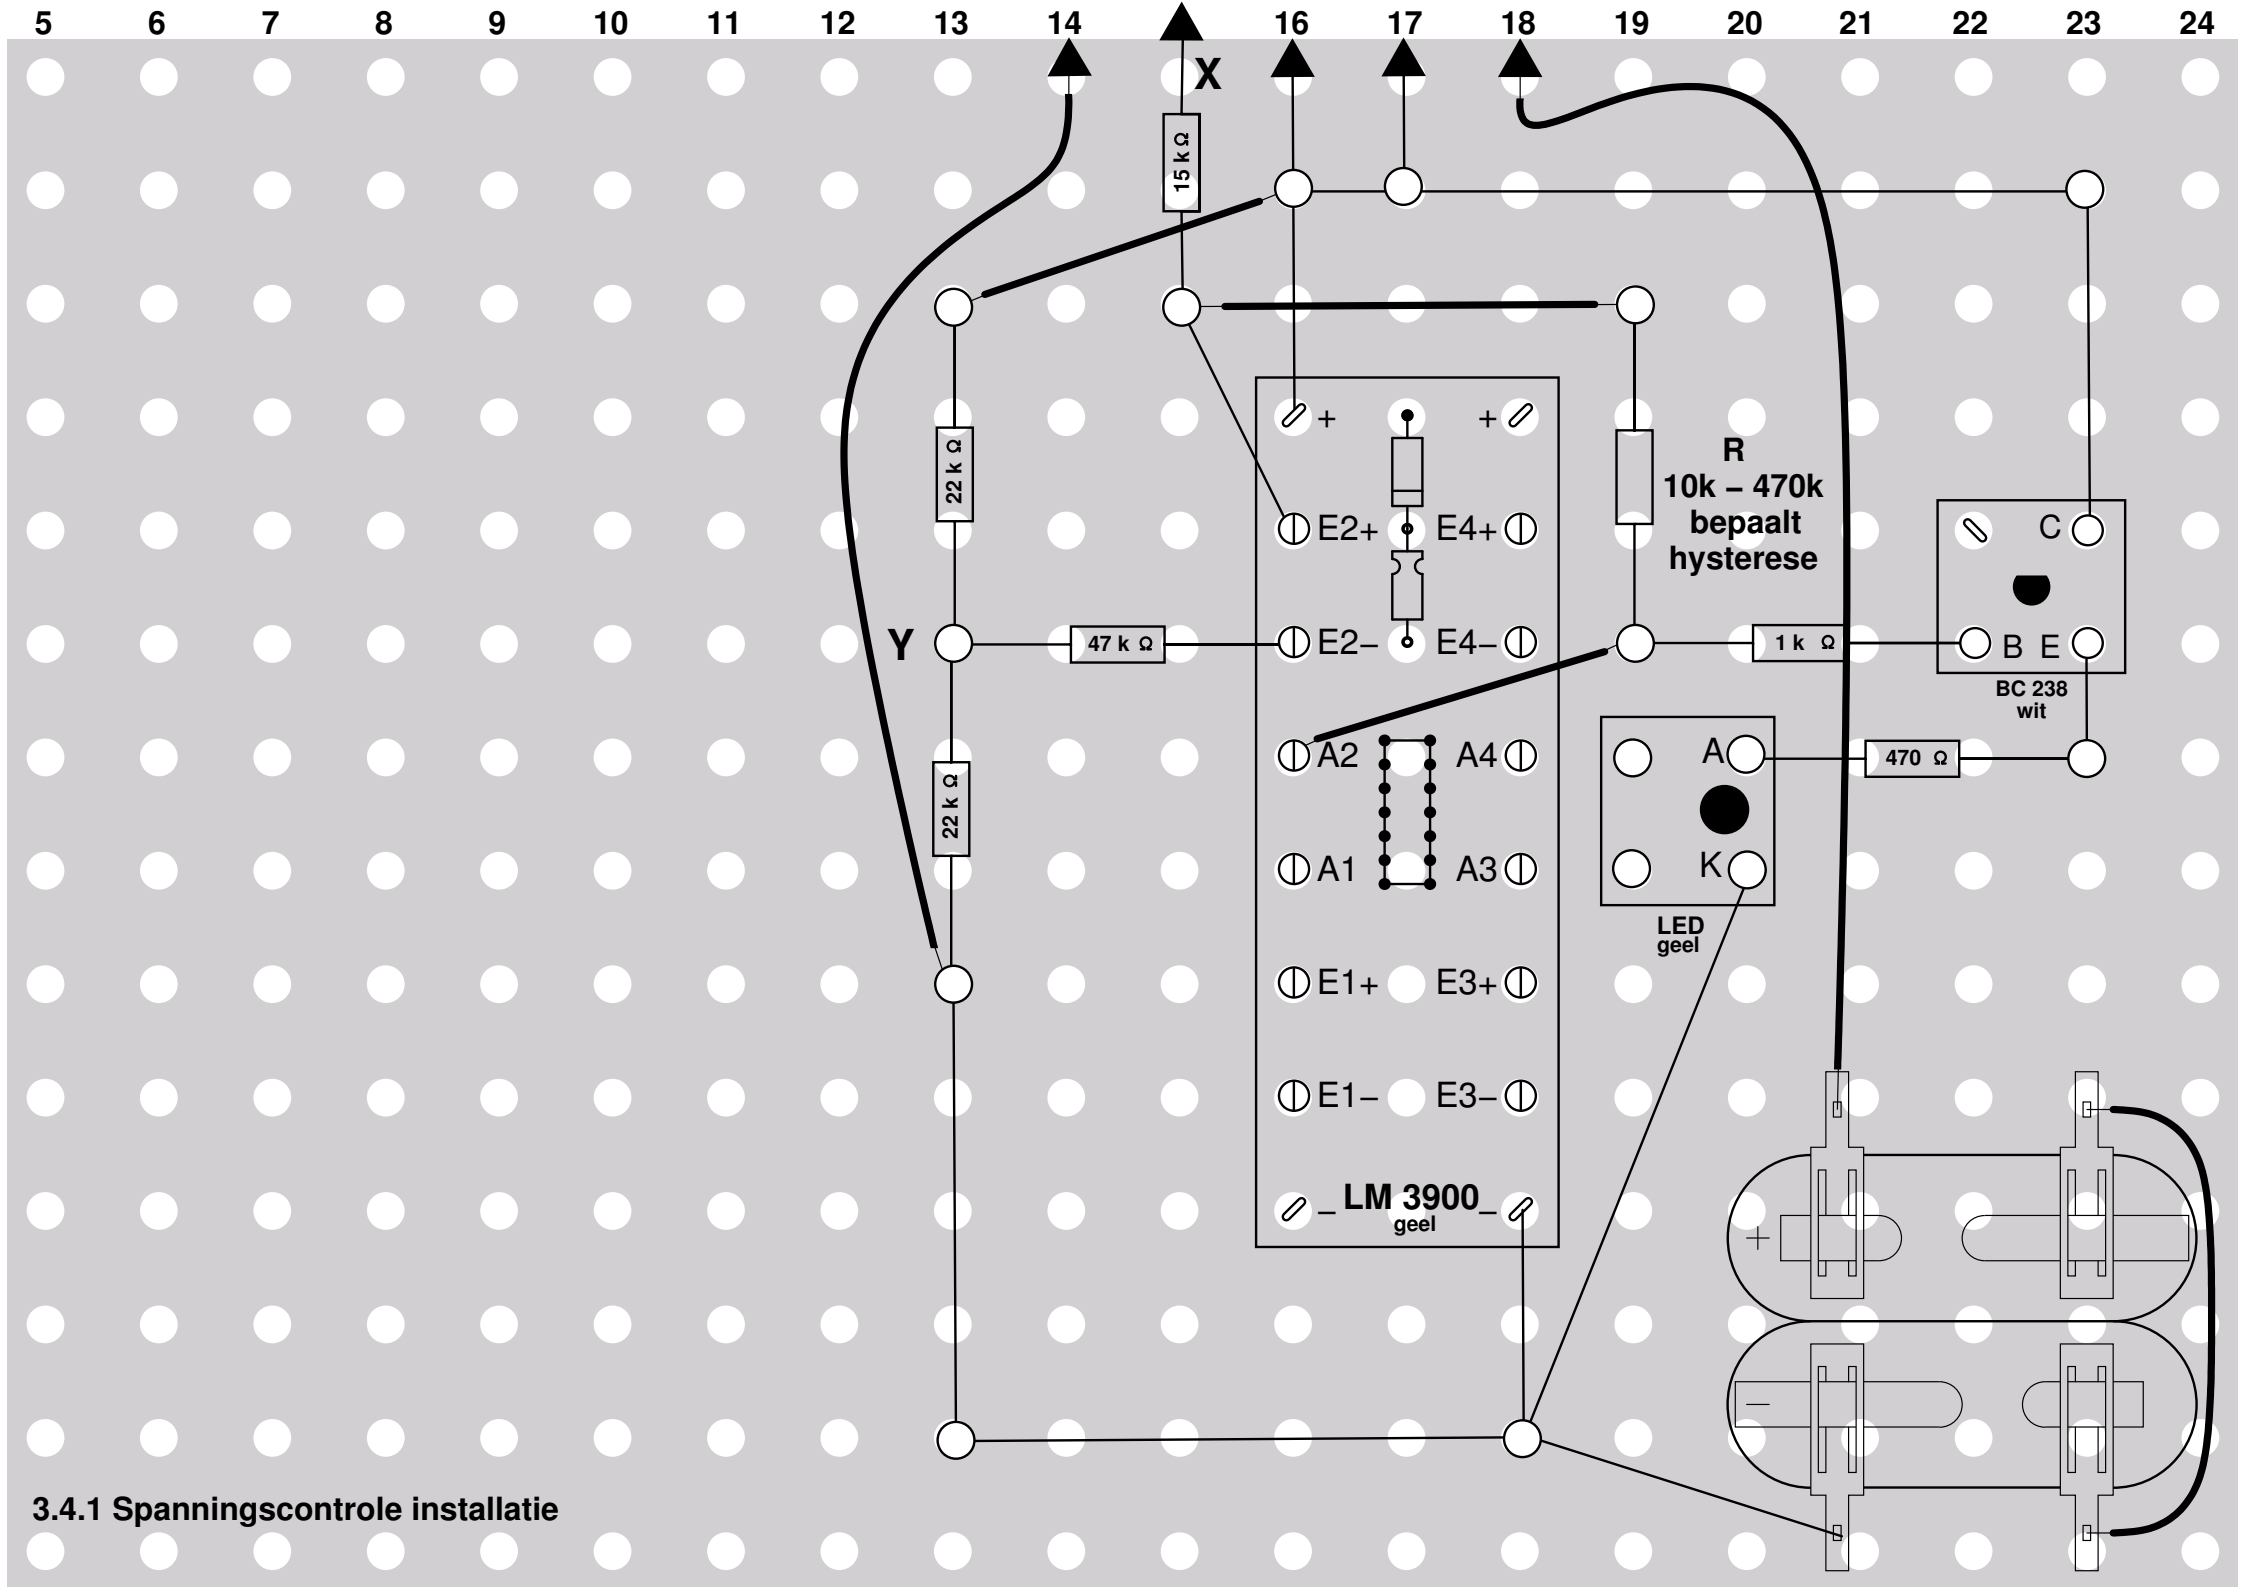 5 6 7 8 9 10 11 12 13 14 16 17 18 19 20 21 22 23 24
X
15 k Ω
22 k Ω
+ +
R
10k – 470k
bepaalt
hysterese
E2+ E4+
C
Y
47 k Ω
E2– E4–
1 k Ω
B E
BC 238
wit
22 k Ω
A2 A4
A
470 Ω
A1 A3
K
LED
geel
E1+ E3+
E1– E3–
– LM 3900 –
geel
+
–
3.4.1 Spanningscontrole installatie